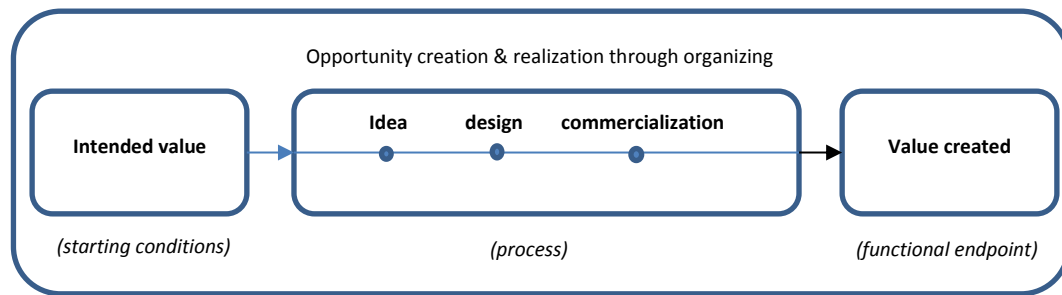 Opportunity creation & realization through organizing
Idea design commercialization
Intended value
Value created
(starting conditions)
(process)
(functional endpoint)